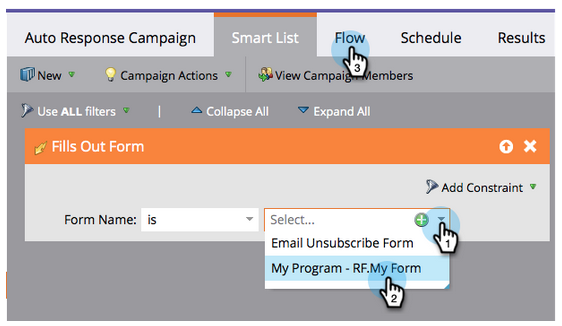 Auto Response Campaign Smart List Flow Schedule Results
3
New Campaign Actions View Campaign Members
Use ALL filters | Collapse All Expand All
Fills Out Form
Add Constraint
Form Name: is Select...
1
Email Unsubscribe Form
My Program - RF.My Form
2